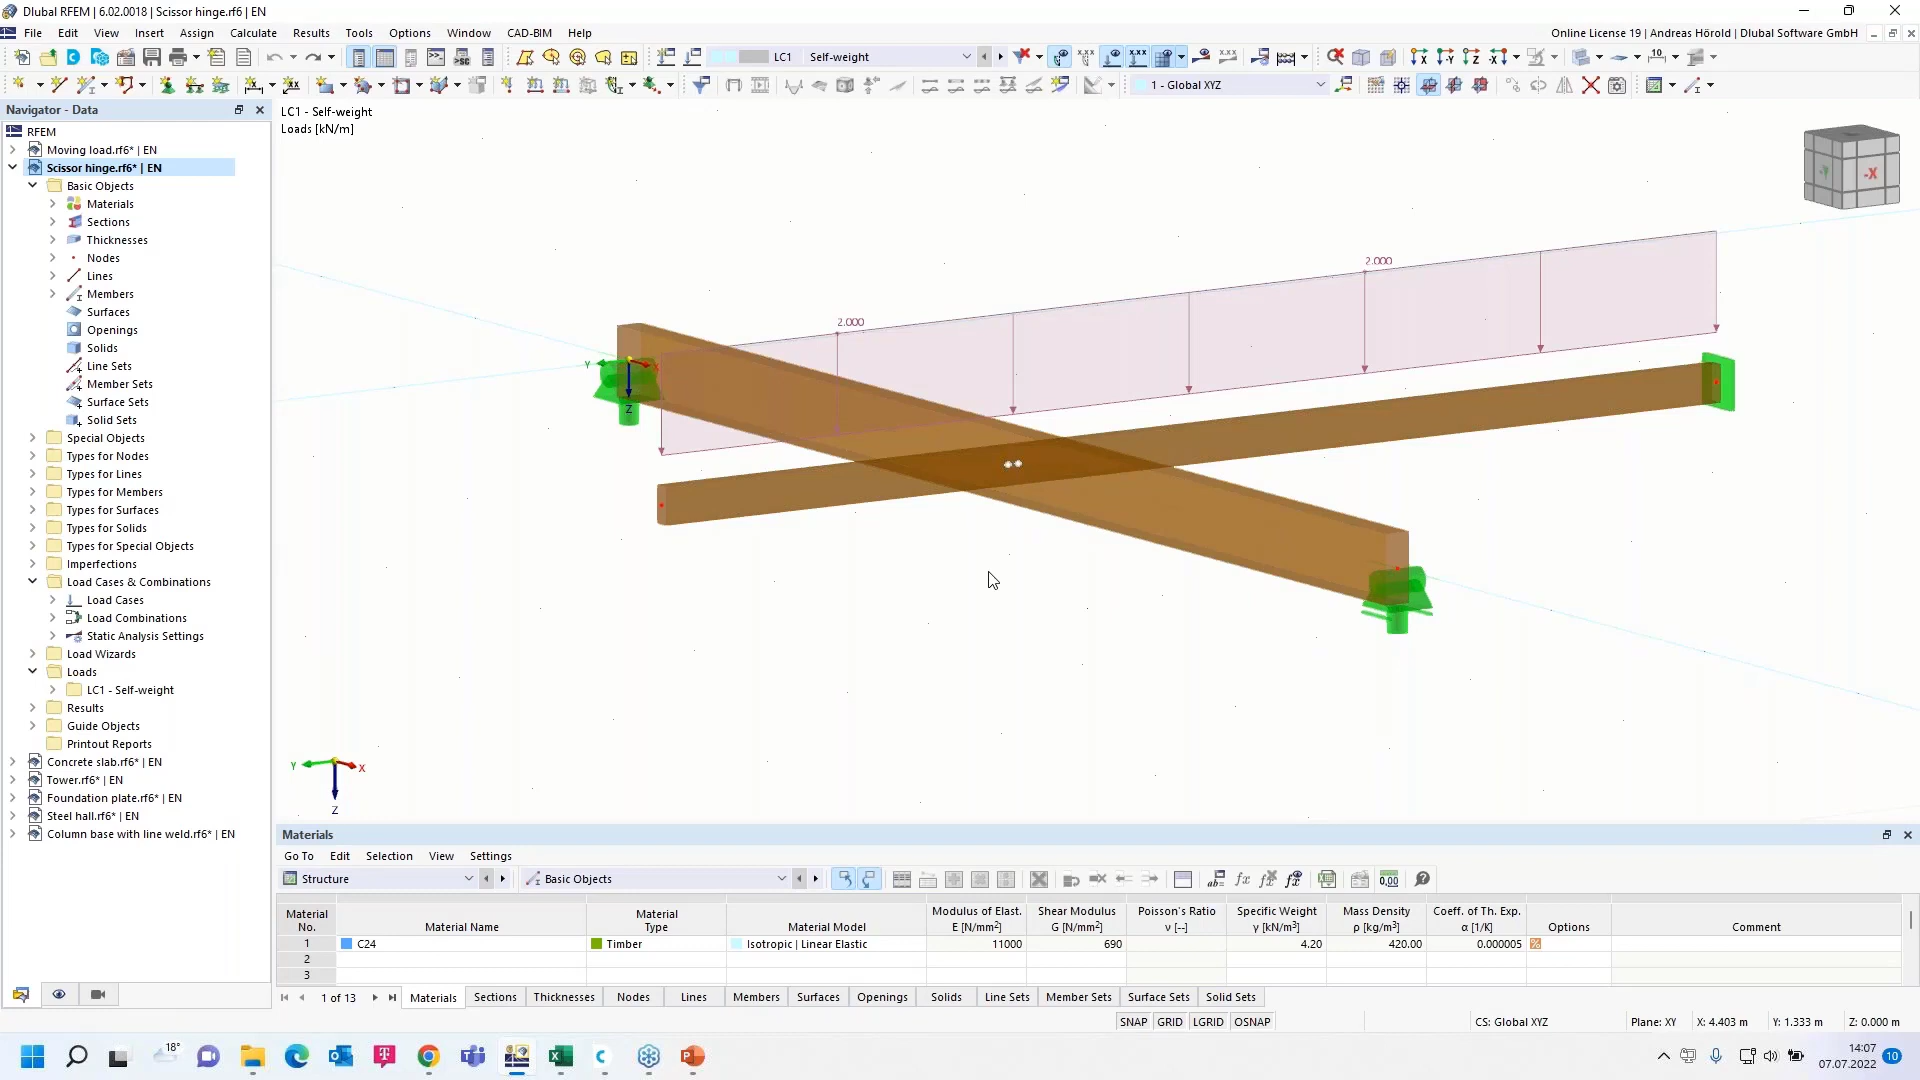 Dlubal RFEM | 6.02.0018 | Scissor hinge.rf6 | EN
File Edit View Insert Assign Calculate Results Tools Options Window CAD-BIM Help
Online License 19 | Andreas Hörold | Dlubal Software GmbH
LC1 Self-weight
1 - Global XYZ
Navigator - Data
RFEM
Moving load.rf6* | EN
Scissor hinge.rf6* | EN
Basic Objects
Materials
Sections
Thicknesses
Nodes
Lines
Members
Surfaces
Openings
Solids
Line Sets
Member Sets
Surface Sets
Solid Sets
Special Objects
Types for Nodes
Types for Lines
Types for Members
Types for Surfaces
Types for Solids
Types for Special Objects
Imperfections
Load Cases & Combinations
Load Cases
Load Combinations
Static Analysis Settings
Load Wizards
Loads
LC1 - Self-weight
Results
Guide Objects
Printout Reports
Concrete slab.rf6* | EN
Tower.rf6* | EN
Foundation plate.rf6* | EN
Steel hall.rf6* | EN
Column base with line weld.rf6* | EN
LC1 - Self-weight
Loads [kN/m]
-X
2.000
2.000
Y
X
Z
Y
X
Z
Materials
Go To Edit Selection View Settings
Structure
Basic Objects
Material No.
Material Name
Material Type
Material Model
Modulus of Elast. E [N/mm²]
Shear Modulus G [N/mm²]
Poisson's Ratio ν [--]
Specific Weight γ [kN/m³]
Mass Density ρ [kg/m³]
Coeff. of Th. Exp. α [1/K]
Options
Comment
1 C24 Timber Isotropic | Linear Elastic 11000 690 4.20 420.00 0.000005
2
3
1 of 13 Materials Sections Thicknesses Nodes Lines Members Surfaces Openings Solids Line Sets Member Sets Surface Sets Solid Sets
SNAP GRID LGRID OSNAP
CS: Global XYZ
Plane: XY
X: 4.403 m
Y: 1.333 m
Z: 0.000 m
18°
14:07
07.07.2022
10